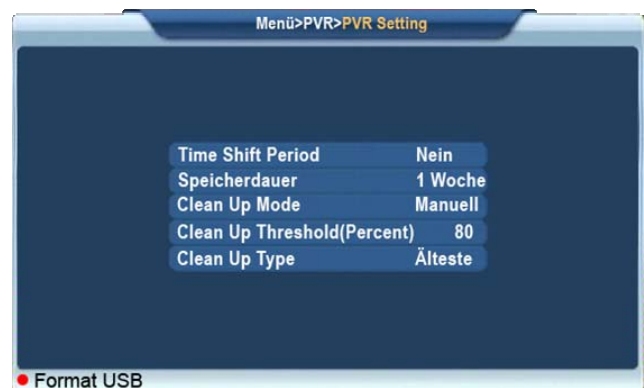 Menü>PVR>PVR Setting
Time Shift Period Nein
Speicherdauer 1 Woche
Clean Up Mode Manuell
Clean Up Threshold(Percent) 80
Clean Up Type Älteste
Format USB